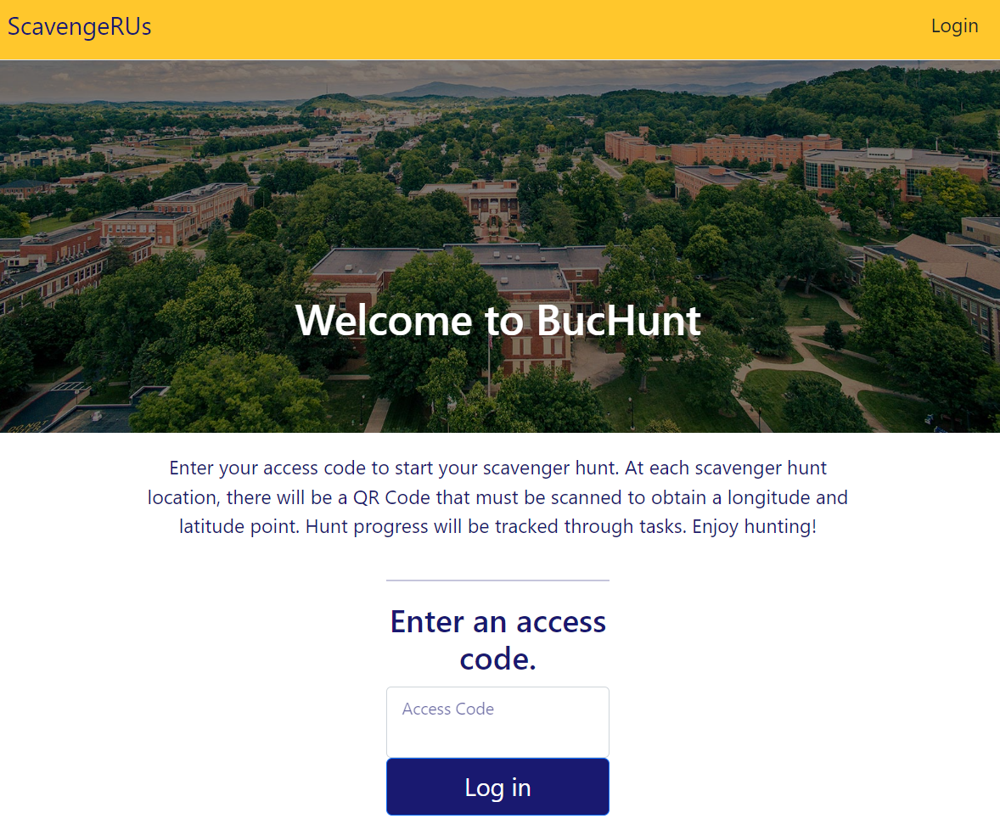 ScavengeRUs
Login
Welcome to BucHunt
Enter your access code to start your scavenger hunt. At each scavenger hunt
location, there will be a QR Code that must be scanned to obtain a longitude and
latitude point. Hunt progress will be tracked through tasks. Enjoy hunting!
Enter an access
code.
Access Code
Log in